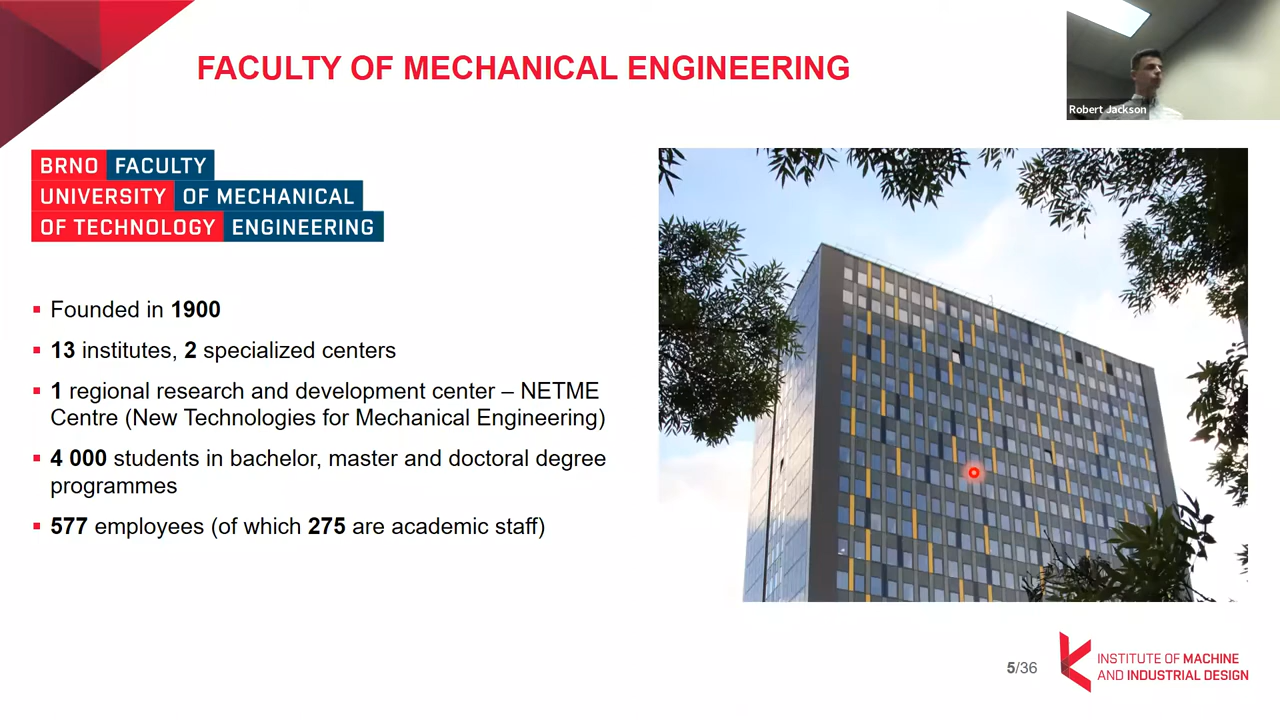 FACULTY OF MECHANICAL ENGINEERING
Robert Jackson
BRNO FACULTY
UNIVERSITY OF MECHANICAL
OF TECHNOLOGY ENGINEERING
▪ Founded in 1900
▪ 13 institutes, 2 specialized centers
▪ 1 regional research and development center – NETME
Centre (New Technologies for Mechanical Engineering)
▪ 4 000 students in bachelor, master and doctoral degree
programmes
▪ 577 employees (of which 275 are academic staff)
5/36
INSTITUTE OF MACHINE
AND INDUSTRIAL DESIGN